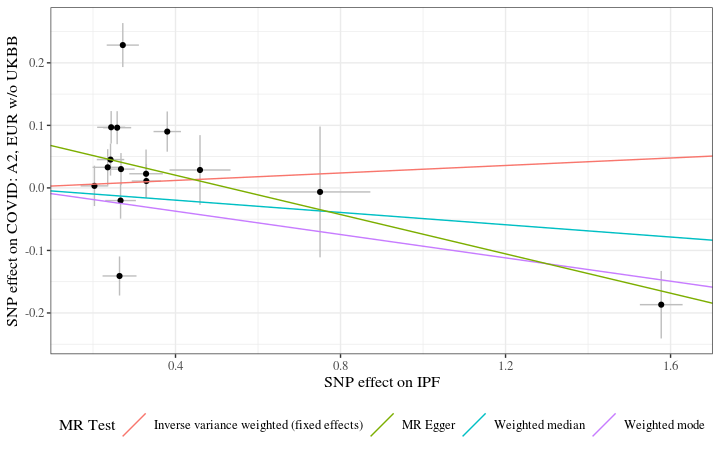 SNP effect on COVID: A2, EUR w/o UKBB
0.2
0.1
0.0
-0.1
-0.2
0.4
0.8
1.2
1.6
SNP effect on IPF
MR Test
Inverse variance weighted (fixed effects)
MR Egger
Weighted median
Weighted mode